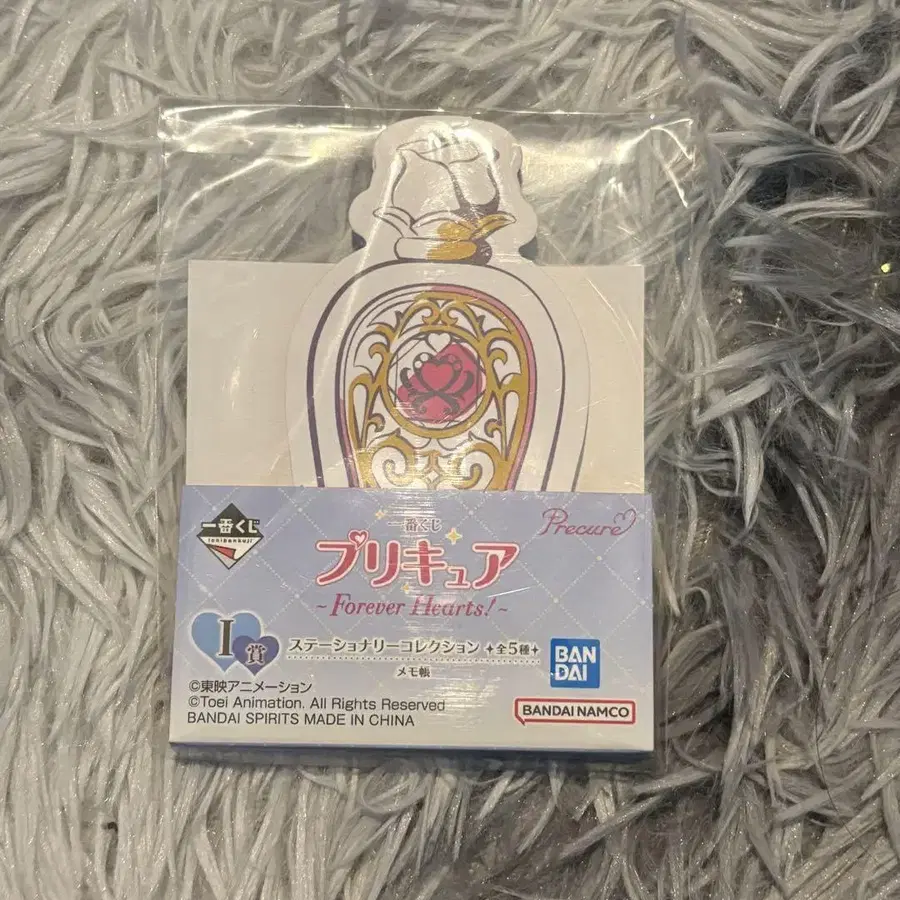 一番くじ
ichibankuji
一番くじ
プリキュア
~Forever Hearts!~
Precure
I賞
ステーショナリーコレクション 全5種
メモ帳
BAN
DAI
©東映アニメーション
©Toei Animation. All Rights Reserved
BANDAI SPIRITS MADE IN CHINA
BANDAI NAMCO